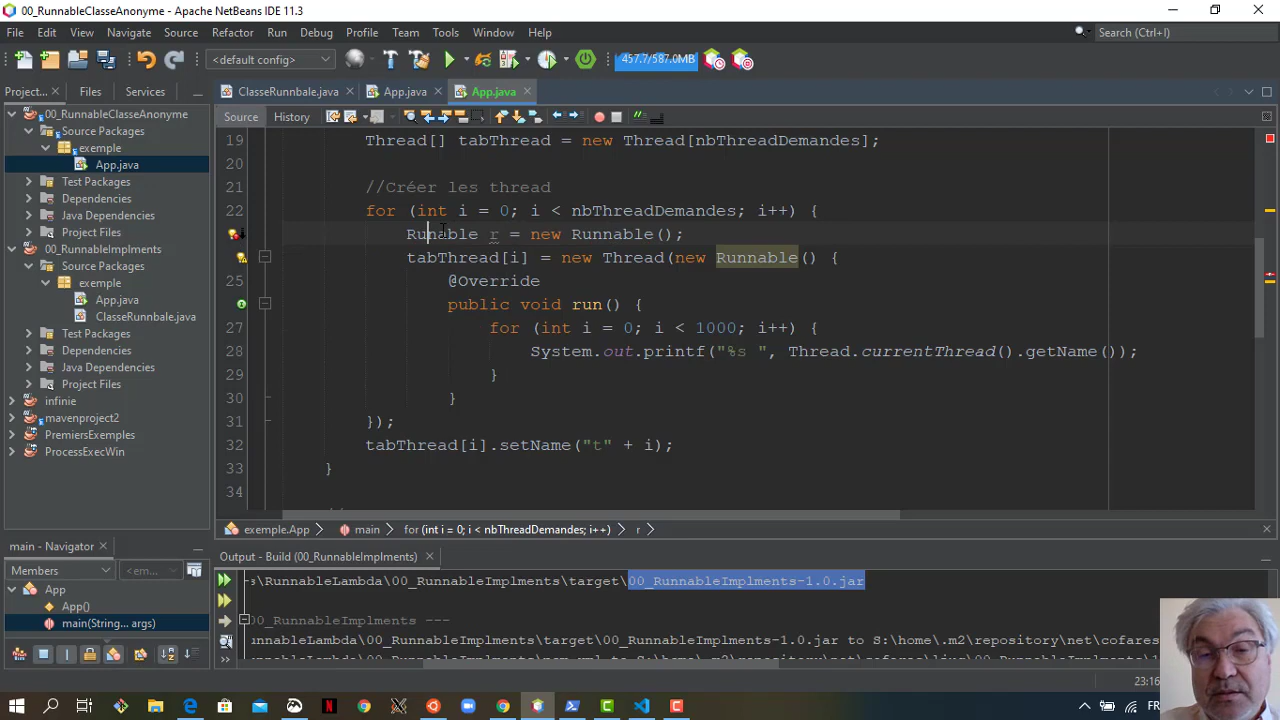 00_RunnableClasseAnonyme - Apache NetBeans IDE 11.3
File Edit View Navigate Source Refactor Run Debug Profile Team Tools Window Help Search (Ctrl+I)
<default config> 457.7/587.0MB
Project... Files Services ClasseRunnbale.java App.java App.java
Source History
00_RunnableClasseAnonyme
Source Packages
exemple
App.java
Test Packages
Dependencies
Java Dependencies
Project Files
00_RunnableImplments
Source Packages
exemple
App.java
ClasseRunnbale.java
Test Packages
Dependencies
Java Dependencies
Project Files
infinie
mavenproject2
PremiersExemples
ProcessExecWin
19 Thread[] tabThread = new Thread[nbThreadDemandes];
20
21 //Créer les thread
22 for (int i = 0; i < nbThreadDemandes; i++) {
Runable r = new Runnable();
tabThread[i] = new Thread(new Runnable() {
25 @Override
public void run() {
27 for (int i = 0; i < 1000; i++) {
28 System.out.printf("%s ", Thread.currentThread().getName());
29 }
30 }
31 });
32 tabThread[i].setName("t" + i);
33 }
34
exemple.App main for (int i = 0; i < nbThreadDemandes; i++) r
main - Navigator
Members <em...
App
App()
main(String... args)
Output - Build (00_RunnableImplments)
s\RunnableLambda\00_RunnableImplments\target\00_RunnableImplments-1.0.jar
00_RunnableImplments ---
unnableLambda\00_RunnableImplments\target\00_RunnableImplments-1.0.jar to S:\home\.m2\repository\net\cofares
23:16
FR